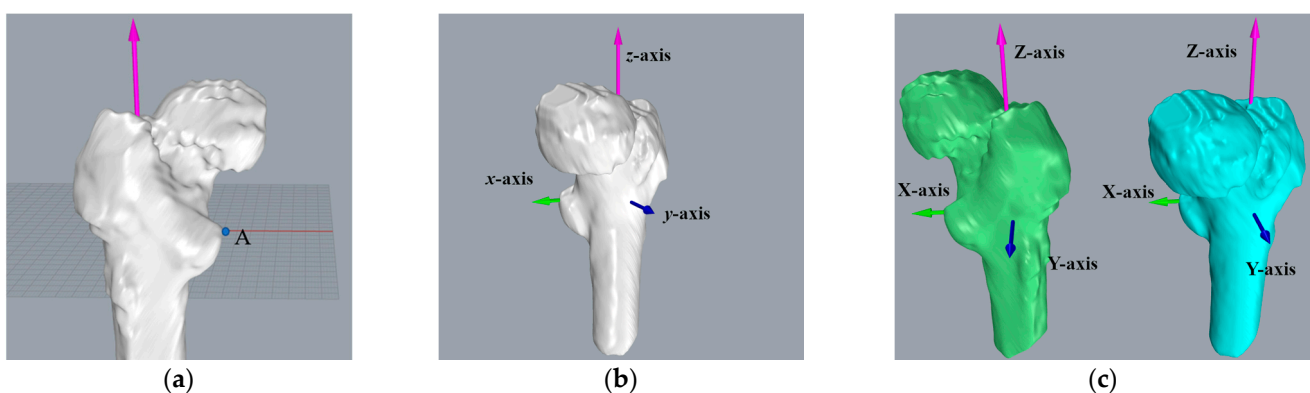 A
(a)
z-axis
x-axis
y-axis
(b)
Z-axis
X-axis
Y-axis
Z-axis
X-axis
Y-axis
(c)